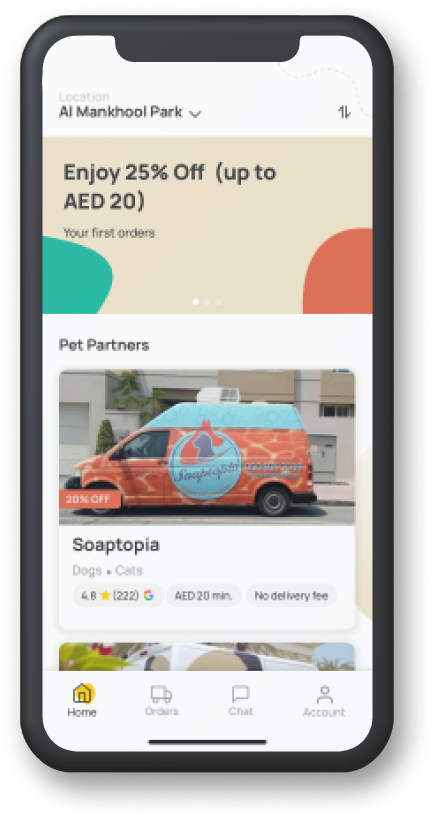 Location
Al Mankhool Park
Enjoy 25% Off (up to
AED 20)
Your first orders
Pet Partners
Soaptopia
20% OFF
Soaptopia
Dogs • Cats
4.8 ⭐ (222) G
AED 20 min.
No delivery fee
Home
Orders
Chat
Account